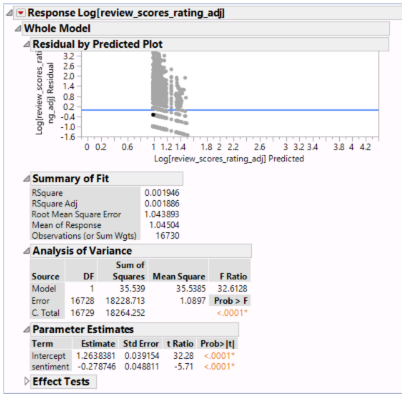 Response Log[review_scores_rating_adj]
Whole Model
Residual by Predicted Plot
Log[review_scores_rati
ng_adj] Residual
3.2
2.6
2.0
1.4
0.8
0.2
-0.4
-1.0
-1.6
0 0.2 0.6 1 1.2 1.4 1.8 2 2.2 2.6 3 3.2 3.4 3.8 4 4.2
Log[review_scores_rating_adj] Predicted
Summary of Fit
RSquare 0.001946
RSquare Adj 0.001886
Root Mean Square Error 1.043893
Mean of Response 1.04504
Observations (or Sum Wgts) 16730
Analysis of Variance
Sum of
Source DF Squares Mean Square F Ratio
Model 1 35.539 35.5385 32.6128
Error 16728 18228.713 1.0897 Prob > F
C. Total 16729 18264.252 <.0001*
Parameter Estimates
Term Estimate Std Error t Ratio Prob>|t|
Intercept 1.2638381 0.039154 32.28 <.0001*
sentiment -0.278746 0.048811 -5.71 <.0001*
Effect Tests